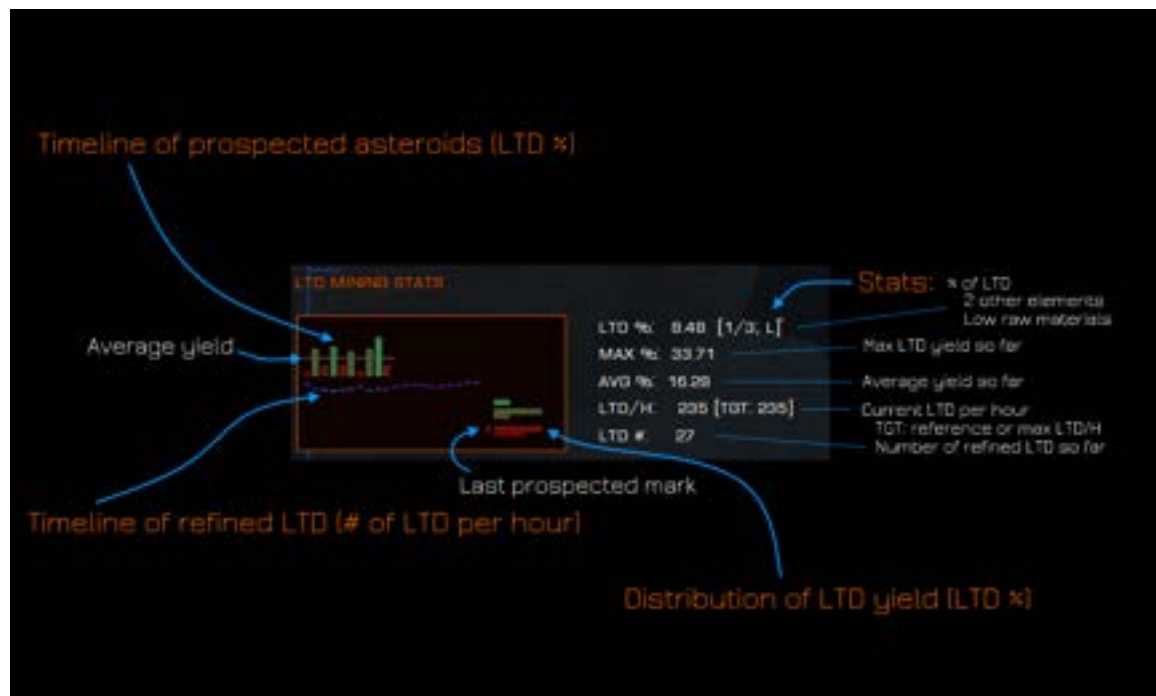 Timeline of prospected asteroids (LTD %)
LTD MINING STATS
Stats: % of LTD
2 other elements
Low raw materials
LTD %: 8.48 [1/3, L]
Average yield
MAX %: 33.71
Max LTD yield so far
AVG %: 16.28
Average yield so far
LTD/H: 235 [TGT: 235]
Current LTD per hour
TGT: reference or max LTD/H
LTD #: 27
Number of refined LTD so far
Last prospected mark
Timeline of refined LTD (# of LTD per hour)
Distribution of LTD yield (LTD %)